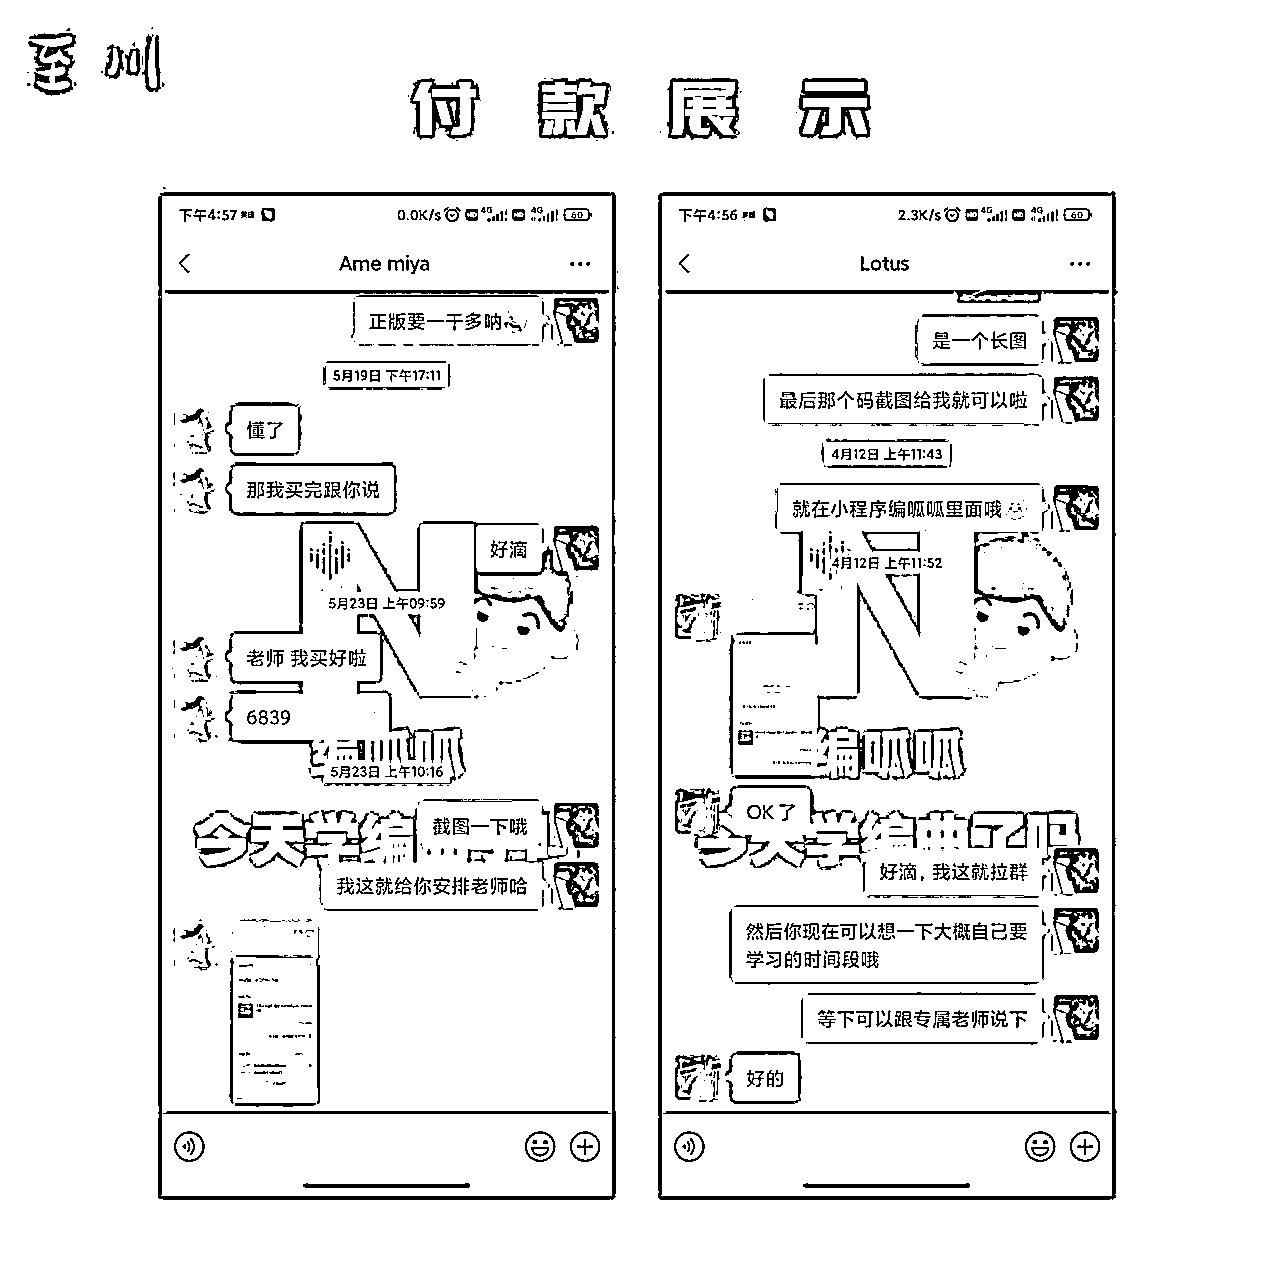 付款展示
下午4:57
0.0K/s
4G
4G
60
Ame miya
正版要一千多呐
5月19日 下午17:11
懂了
那我买完跟你说
好滴
5月23日 上午09:59
老师 我买好啦
6839
编呱呱
5月23日 上午10:16
今天学编
截图一下哦
我这就给你安排老师哈
下午4:56
2.3K/s
4G
4G
60
Lotus
是一个长图
最后那个码截图给我就可以啦
4月12日 上午11:43
就在小程序编呱呱里面哦
4月12日 上午11:52
编呱呱
OK了
今天学编曲了吗
好滴，我这就拉群
然后你现在可以想一下大概自己要
学习的时间段哦
等下可以跟专属老师说下
好的